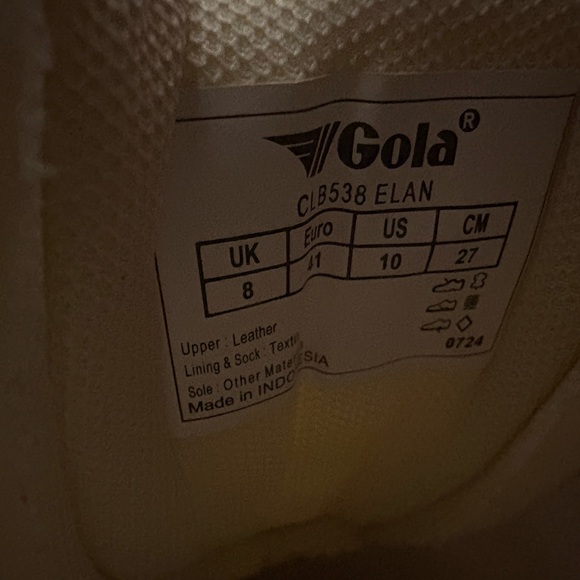 Gola®
CLB538 ELAN
UK Euro US CM
8 41 10 27
Upper : Leather
Lining & Sock : Textile
Sole : Other Mate
Made in INDONESIA
0724